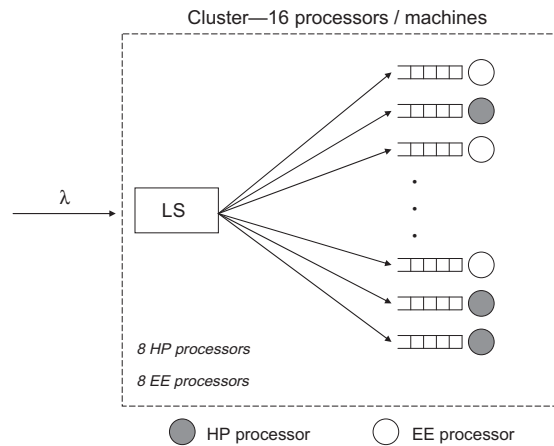 Cluster—16 processors / machines
λ
LS
8 HP processors
8 EE processors
HP processor
EE processor